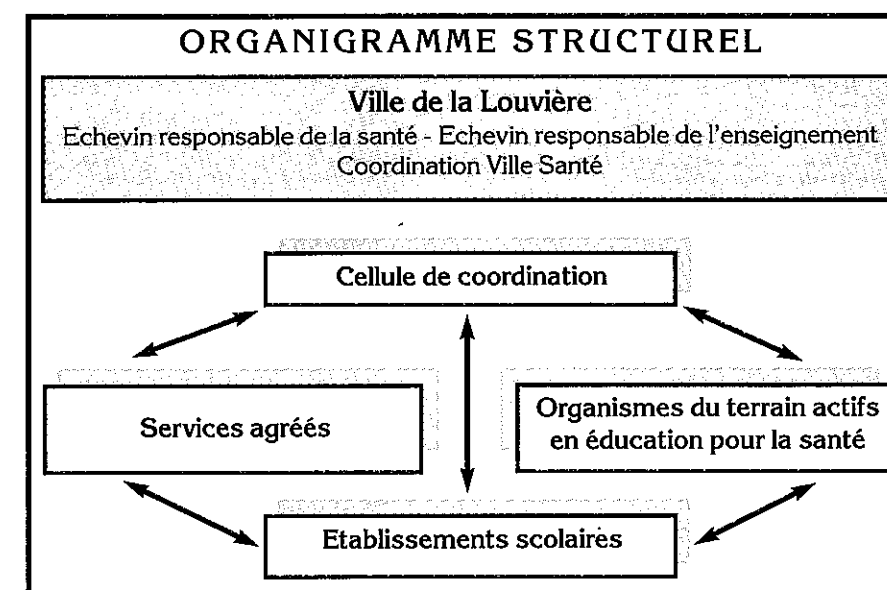 ORGANIGRAMME STRUCTUREL
Ville de la Louvière
Echevin responsable de la santé - Echevin responsable de l'enseignement
Coordination Ville Santé
Cellule de coordination
Services agréés
Organismes du terrain actifs
en éducation pour la santé
Etablissements scolaires